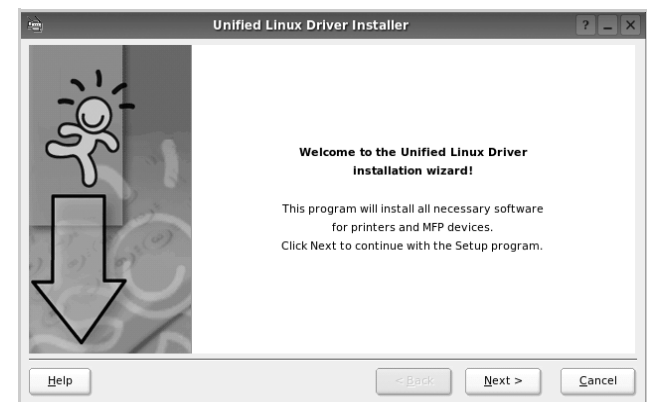 Unified Linux Driver Installer
Welcome to the Unified Linux Driver
installation wizard!
This program will install all necessary software
for printers and MFP devices.
Click Next to continue with the Setup program.
Help
< Back
Next >
Cancel